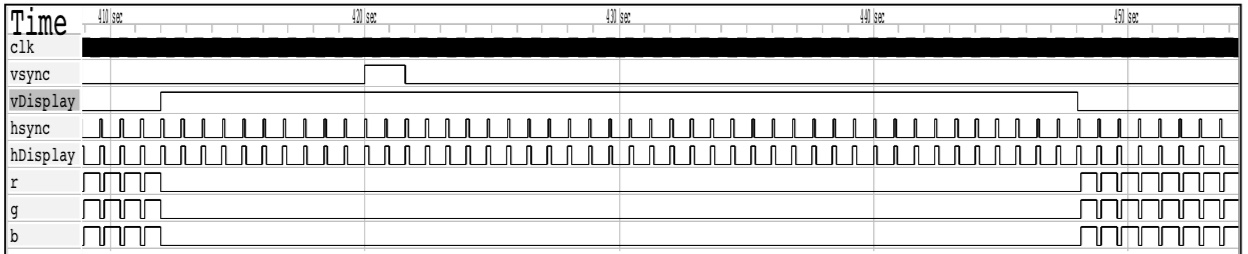 Time 410 sec 420 sec 430 sec 440 sec 450 sec
clk
vsync
vDisplay
hsync
hDisplay
r
g
b